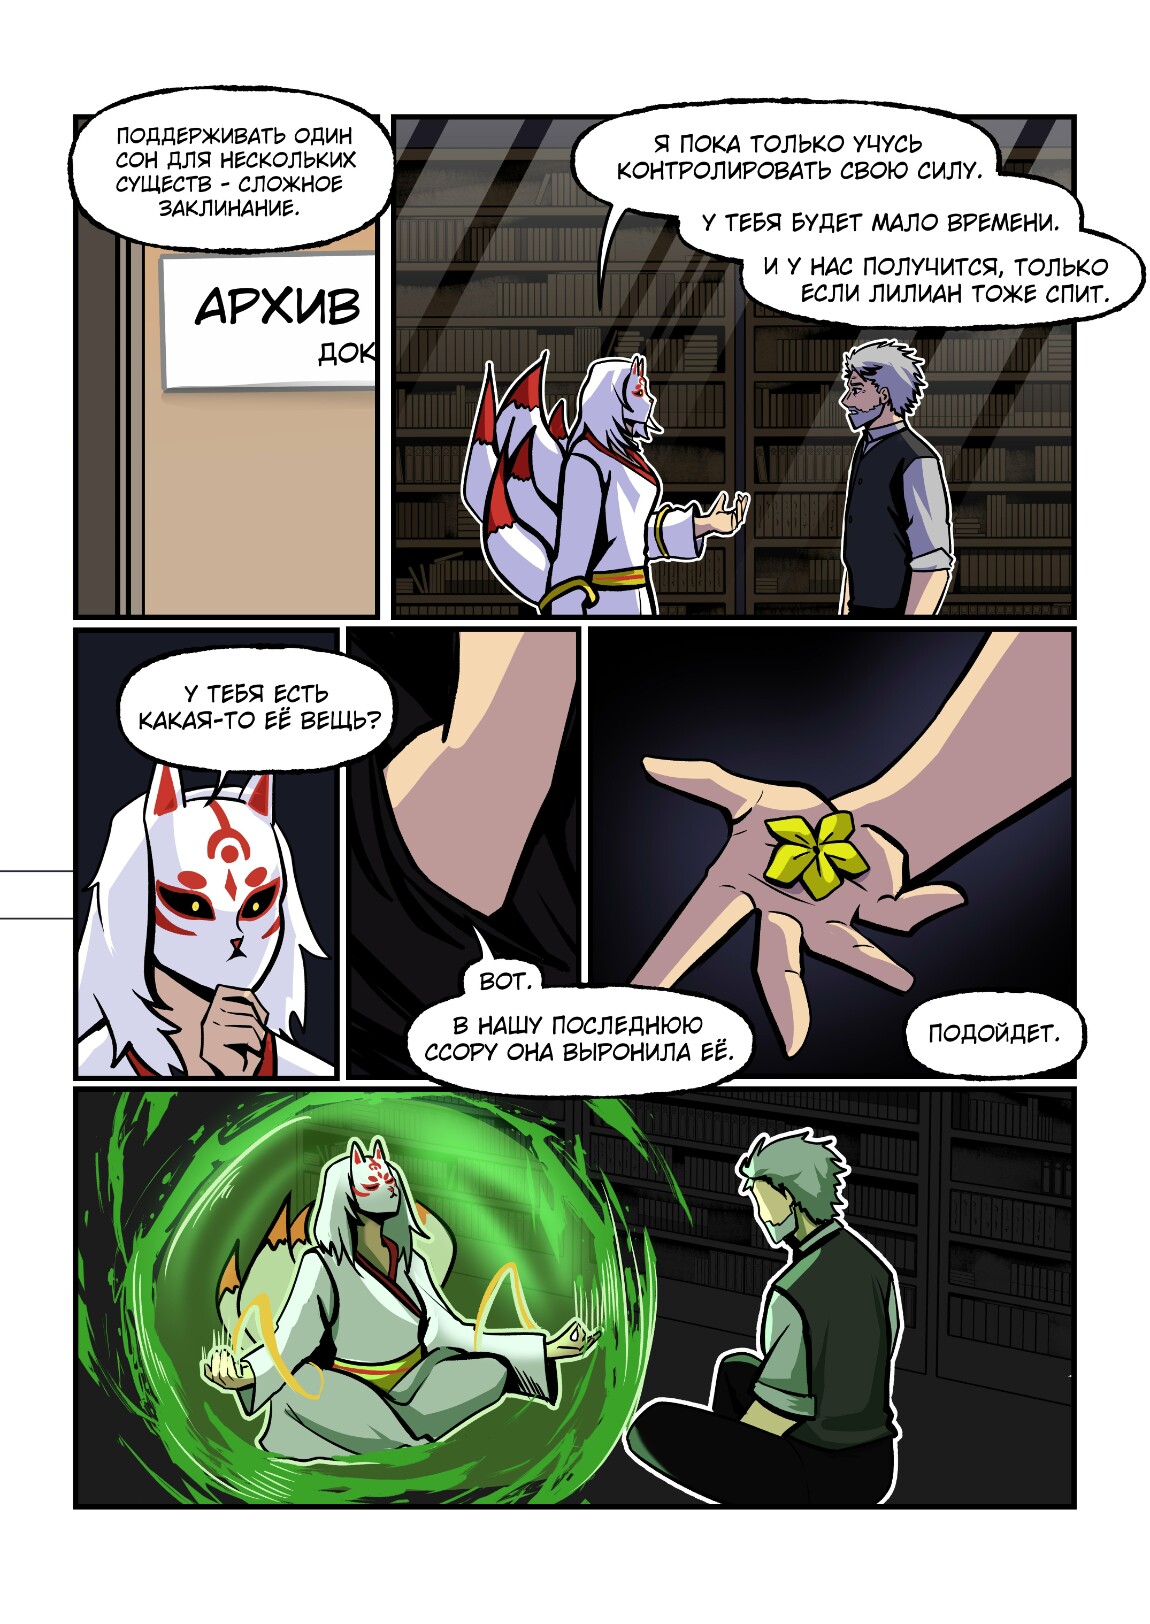 ПОДДЕРЖИВАТЬ ОДИН
СОН ДЛЯ НЕСКОЛЬКИХ
СУЩЕСТВ - СЛОЖНОЕ
ЗАКЛИНАНИЕ.
АРХИВ
ДОК
Я ПОКА ТОЛЬКО УЧУСЬ
КОНТРОЛИРОВАТЬ СВОЮ СИЛУ.
У ТЕБЯ БУДЕТ МАЛО ВРЕМЕНИ.
И У НАС ПОЛУЧИТСЯ, ТОЛЬКО
ЕСЛИ ЛИЛИАН ТОЖЕ СПИТ.
У ТЕБЯ ЕСТЬ
КАКАЯ-ТО ЕЁ ВЕЩЬ?
ВОТ.
В НАШУ ПОСЛЕДНЮЮ
ССОРУ ОНА ВЫРОНИЛА ЕЁ.
ПОДОЙДЕТ.